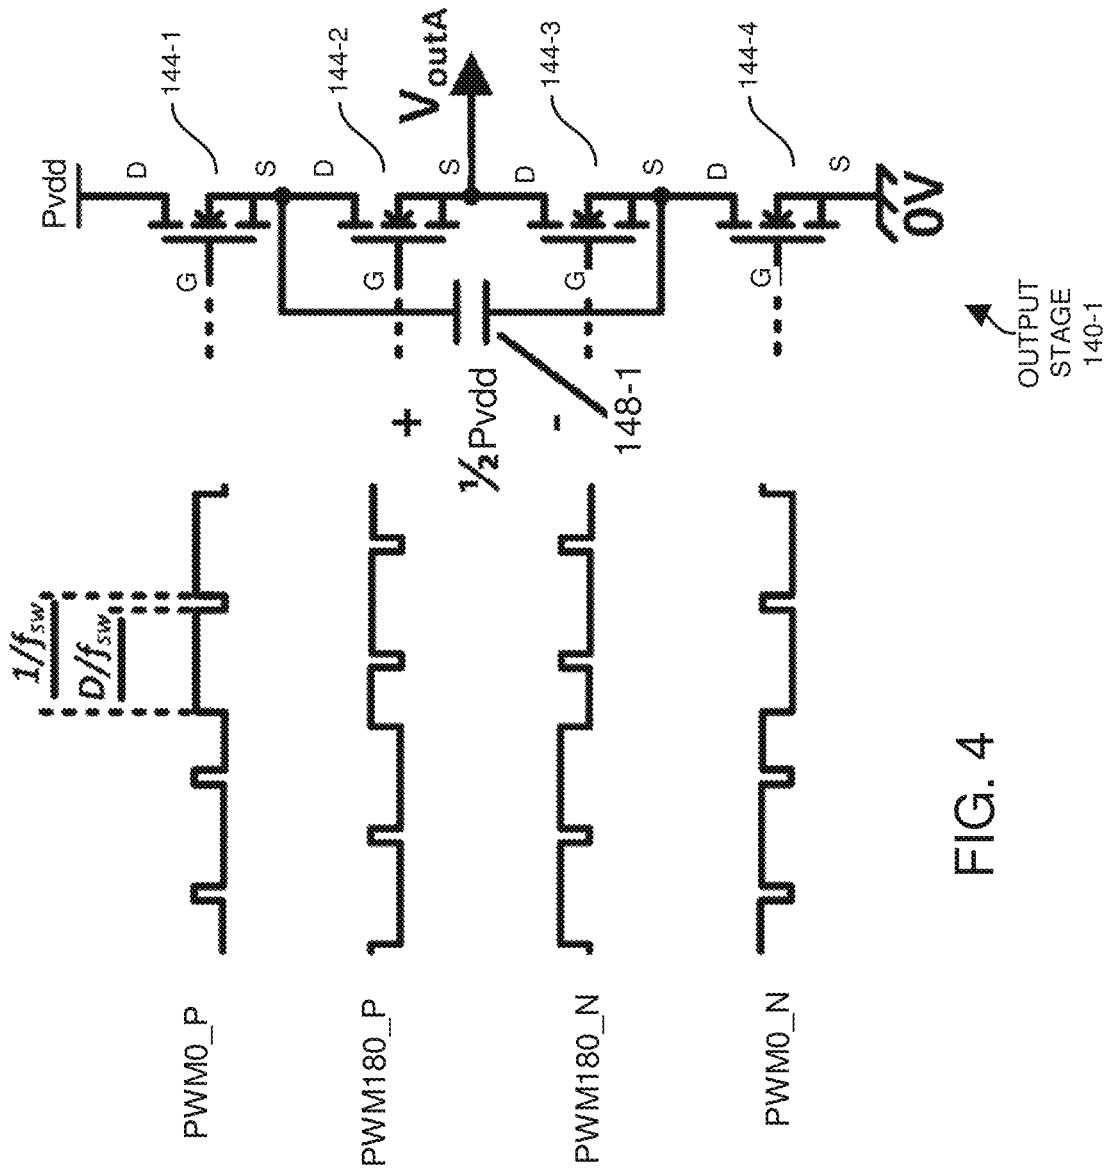 Pvdd
D
144-1
G
S
D
144-2
G
S
VoutA
D
144-3
G
S
D
144-4
G
S
0V
+
½Pvdd
-
148-1
OUTPUT
STAGE
140-1
1/fsw
D/fsw
PWM0_P
PWM180_P
PWM180_N
PWM0_N
FIG. 4